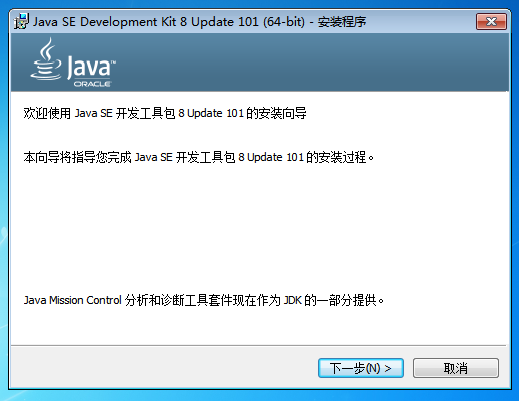 Java SE Development Kit 8 Update 101 (64-bit) - 安装程序
Java™
ORACLE
欢迎使用 Java SE 开发工具包 8 Update 101 的安装向导
本向导将指导您完成 Java SE 开发工具包 8 Update 101 的安装过程。
Java Mission Control 分析和诊断工具套件现在作为 JDK 的一部分提供。
下一步(N) >
取消